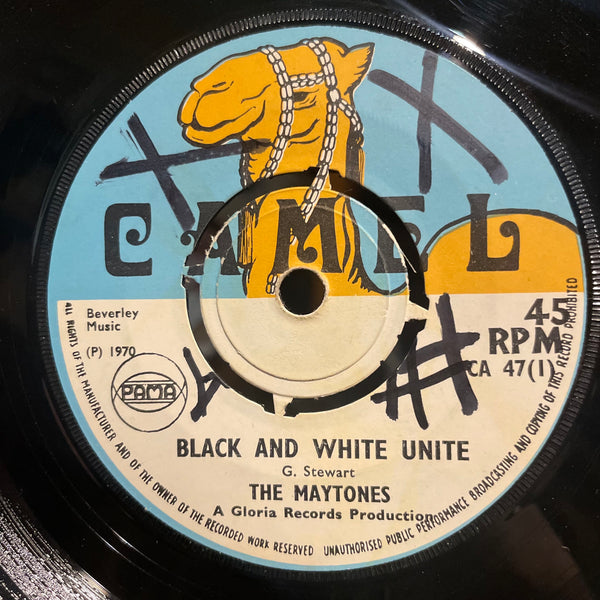 CAMEL
Beverley
Music
(P) 1970
PAMA
45
RPM
CA 47(1)
BLACK AND WHITE UNITE
G. Stewart
THE MAYTONES
A Gloria Records Production
ALL RIGHTS OF THE MANUFACTURER AND OF THE OWNER OF THE RECORDED WORK RESERVED UNAUTHORISED PUBLIC PERFORMANCE BROADCASTING AND COPYING OF THIS RECORD PROHIBITED